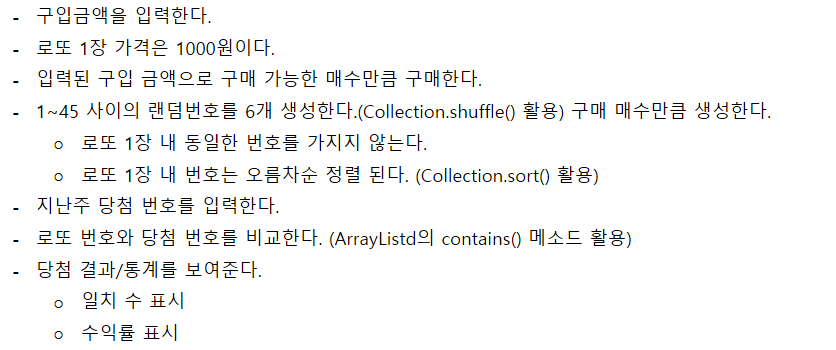 - 구입금액을 입력한다.
- 로또 1장 가격은 1000원이다.
- 입력된 구입 금액으로 구매 가능한 매수만큼 구매한다.
- 1~45 사이의 랜덤번호를 6개 생성한다.(Collection.shuffle() 활용) 구매 매수만큼 생성한다.
o 로또 1장 내 동일한 번호를 가지지 않는다.
o 로또 1장 내 번호는 오름차순 정렬 된다. (Collection.sort() 활용)
- 지난주 당첨 번호를 입력한다.
- 로또 번호와 당첨 번호를 비교한다. (ArrayListd의 contains() 메소드 활용)
- 당첨 결과/통계를 보여준다.
o 일치 수 표시
o 수익률 표시